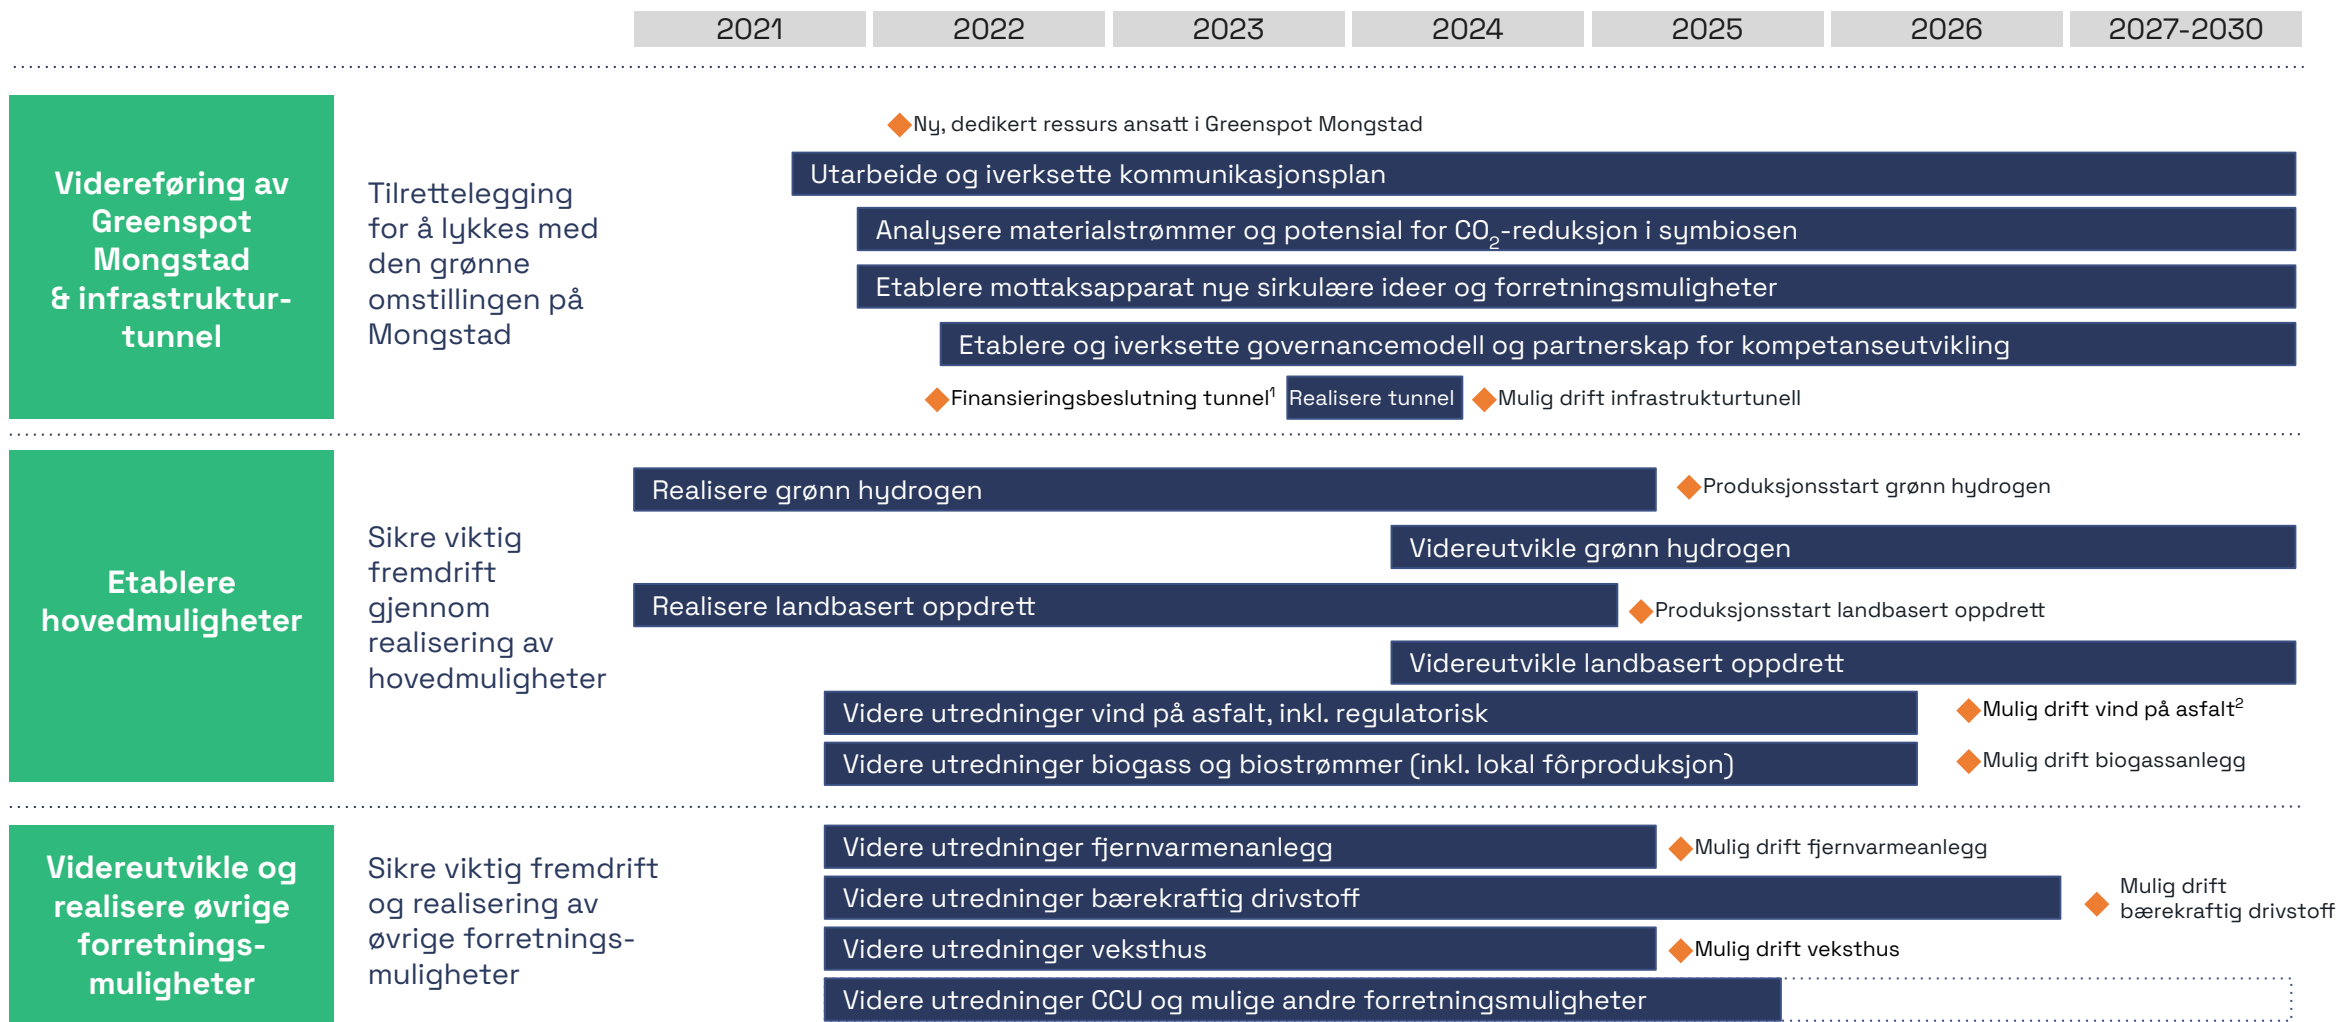 2021 2022 2023 2024 2025 2026 2027-2030
Videreføring av
Greenspot
Mongstad
& infrastruktur-
tunnel
Tilrettelegging
for å lykkes med
den grønne
omstillingen på
Mongstad
Ny, dedikert ressurs ansatt i Greenspot Mongstad
Utarbeide og iverksette kommunikasjonsplan
Analysere materialstrømmer og potensial for CO₂-reduksjon i symbiosen
Etablere mottaksapparat nye sirkulære ideer og forretningsmuligheter
Etablere og iverksette governancemodell og partnerskap for kompetanseutvikling
Finansieringsbeslutning tunnel¹ Realisere tunnel Mulig drift infrastrukturtunell
Etablere
hovedmuligheter
Sikre viktig
fremdrift
gjennom
realisering av
hovedmuligheter
Realisere grønn hydrogen
Produksjonsstart grønn hydrogen
Videreutvikle grønn hydrogen
Realisere landbasert oppdrett
Produksjonsstart landbasert oppdrett
Videreutvikle landbasert oppdrett
Videre utredninger vind på asfalt, inkl. regulatorisk
Mulig drift vind på asfalt²
Videre utredninger biogass og biostrømmer (inkl. lokal fôrproduksjon)
Mulig drift biogassanlegg
Videreutvikle og
realisere øvrige
forretnings-
muligheter
Sikre viktig fremdrift
og realisering av
øvrige forretnings-
muligheter
Videre utredninger fjernvarmenanlegg
Mulig drift fjernvarmeanlegg
Videre utredninger bærekraftig drivstoff
Mulig drift
bærekraftig drivstoff
Videre utredninger veksthus
Mulig drift veksthus
Videre utredninger CCU og mulige andre forretningsmuligheter